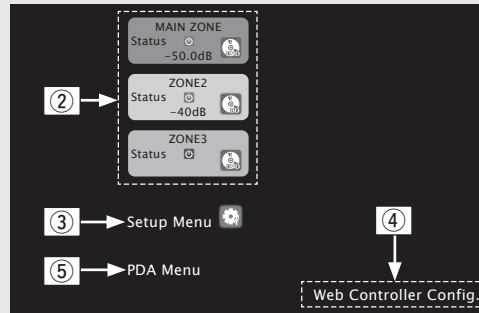 MAIN ZONE
Status
-50.0dB
ZONE2
Status
-40dB
ZONE3
Status
②
③
Setup Menu
④
⑤
PDA Menu
Web Controller Config.